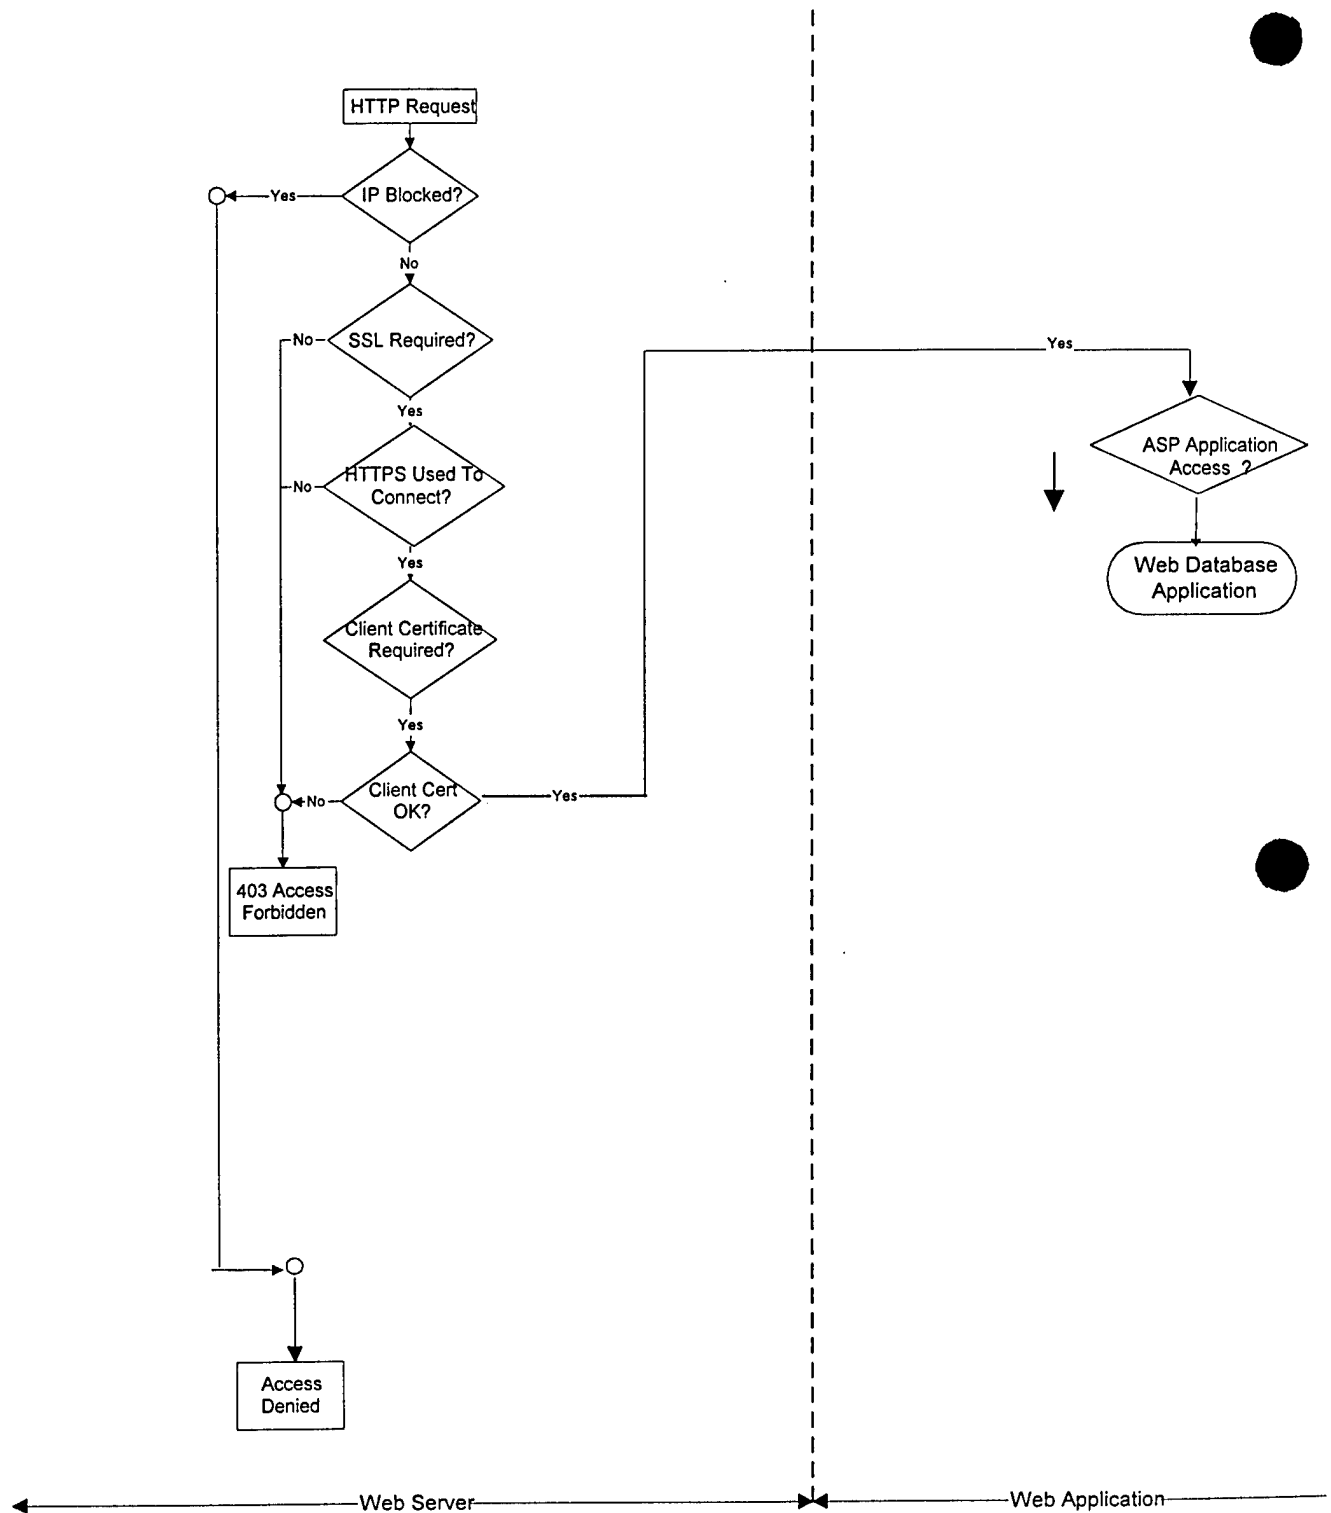 HTTP Request
IP Blocked?
Yes
No
SSL Required?
No
Yes
HTTPS Used To
Connect?
No
Yes
Client Certificate
Required?
Yes
Client Cert
OK?
No
Yes
403 Access
Forbidden
Access
Denied
Yes
ASP Application
Access ?
Web Database
Application
Web Server
Web Application